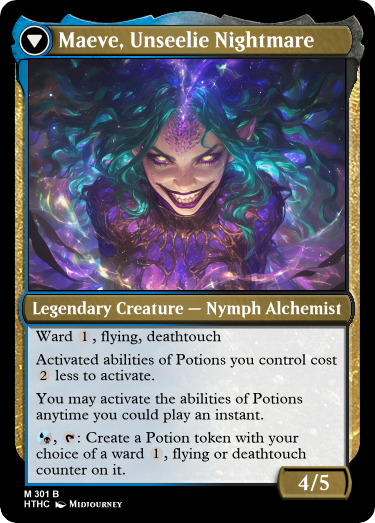 Maeve, Unseelie Nightmare
Legendary Creature — Nymph Alchemist
Ward 1, flying, deathtouch
Activated abilities of Potions you control cost
2 less to activate.
You may activate the abilities of Potions
anytime you could play an instant.
, : Create a Potion token with your
choice of a ward 1, flying or deathtouch
counter on it.
4/5
M 301 B
HTHC Midjourney